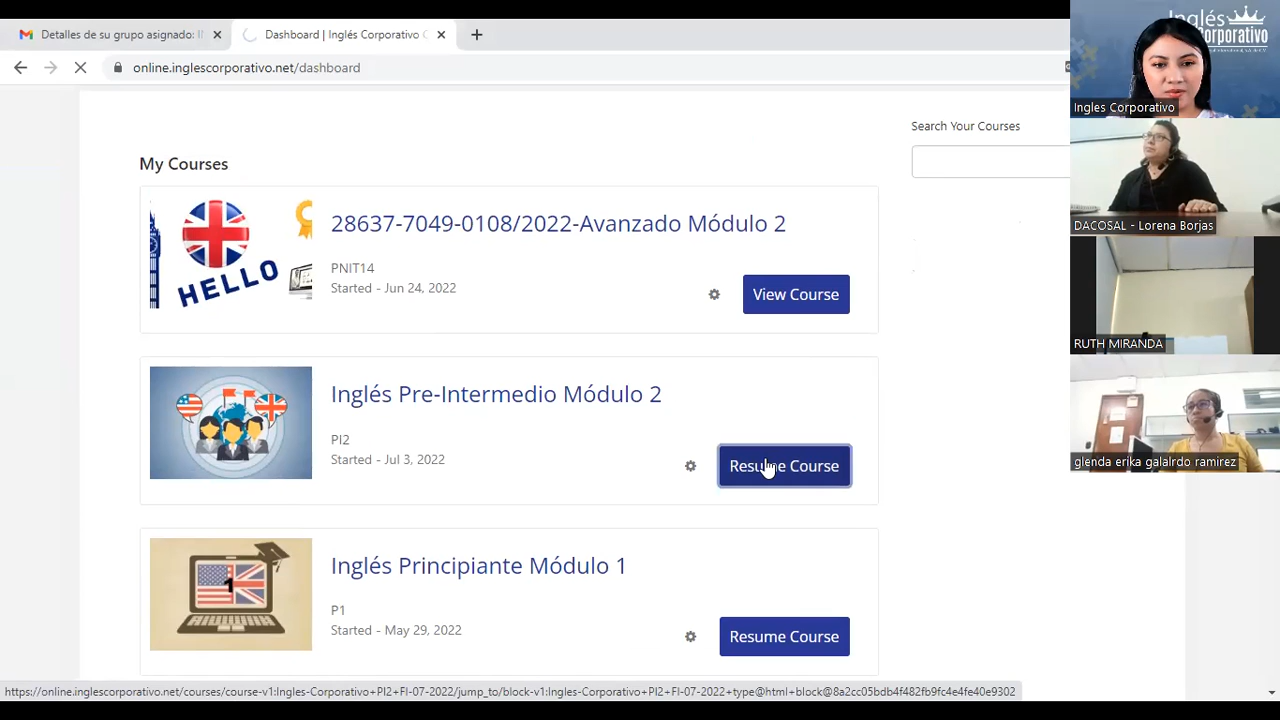 Detalles de su grupo asignado: I
Dashboard | Inglés Corporativo
online.inglescorporativo.net/dashboard
Search Your Courses
My Courses
28637-7049-0108/2022-Avanzado Módulo 2
HELLO
PNIT14
Started - Jun 24, 2022
View Course
Inglés Pre-Intermedio Módulo 2
PI2
Started - Jul 3, 2022
Resume Course
Inglés Principiante Módulo 1
1
P1
Started - May 29, 2022
Resume Course
https://online.inglescorporativo.net/courses/course-v1:Ingles-Corporativo+PI2+FI-07-2022/jump_to/block-v1:Ingles-Corporativo+PI2+FI-07-2022+type@html+block@8a2cc05bdb4f482fb9fc4e4fe40e9302
Inglés
Corporativo
Ingles Corporativo
DACOSAL - Lorena Borjas
RUTH MIRANDA
glenda erika galalrdo ramirez